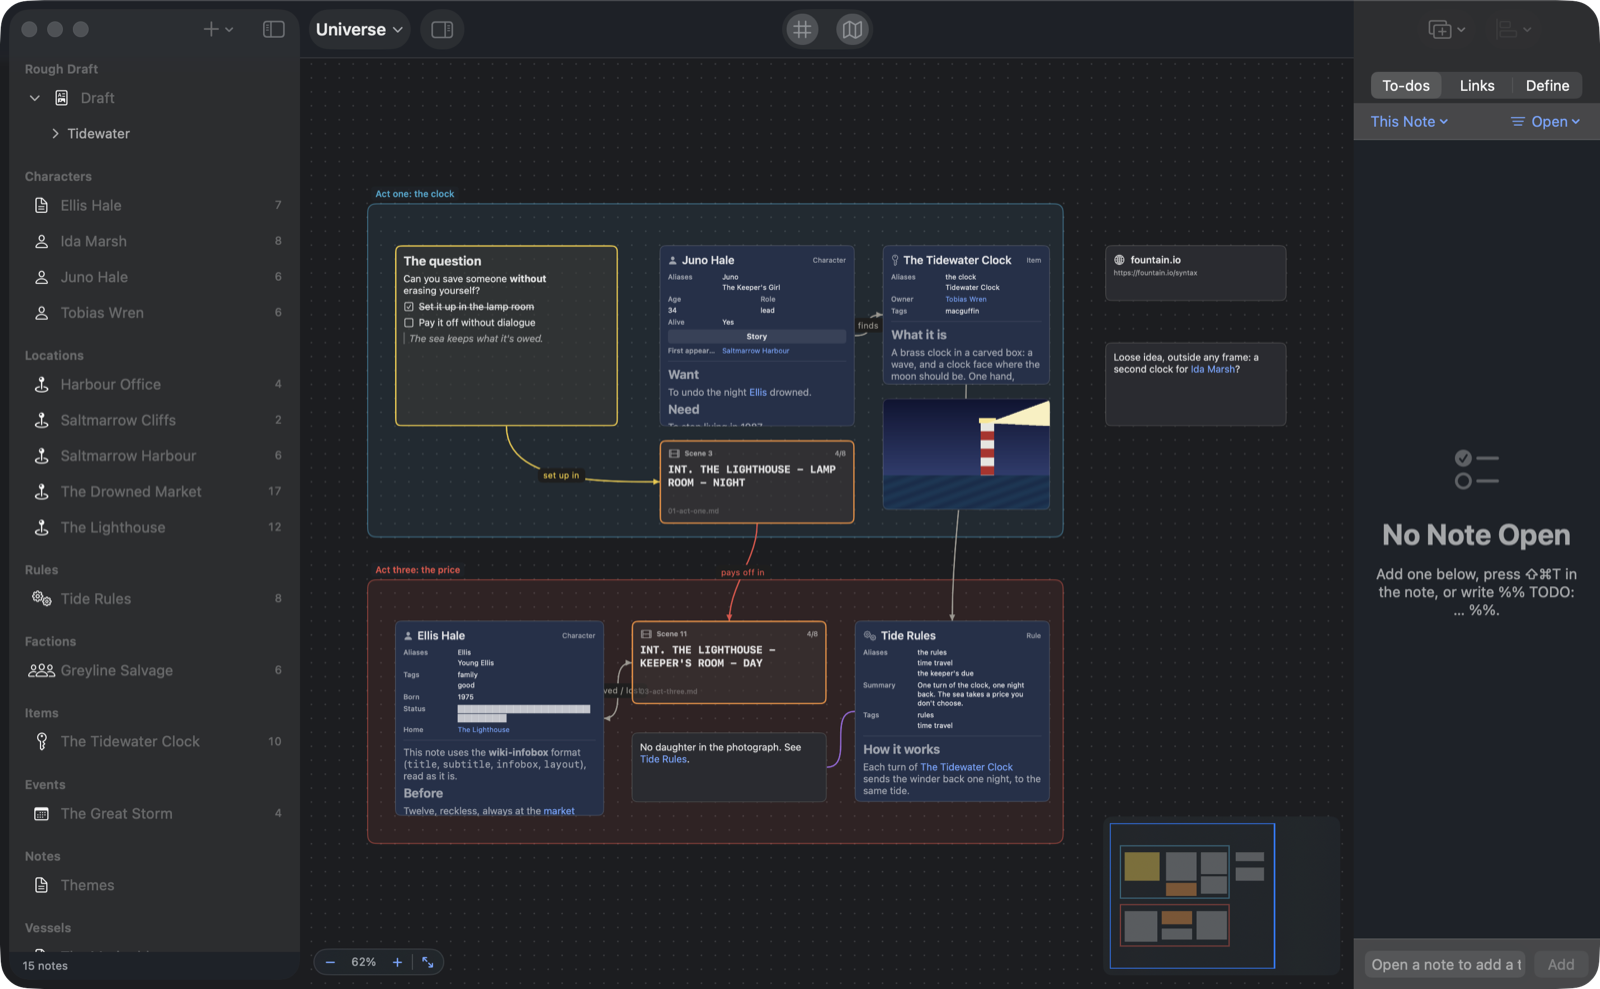 Universe
Rough Draft
Draft
Tidewater
Characters
Ellis Hale 7
Ida Marsh 8
Juno Hale 6
Tobias Wren 6
Locations
Harbour Office 4
Saltmarrow Cliffs 2
Saltmarrow Harbour 6
The Drowned Market 17
The Lighthouse 12
Rules
Tide Rules 8
Factions
Greyline Salvage 6
Items
The Tidewater Clock 10
Events
The Great Storm 4
Notes
Themes
Vessels
15 notes
Act one: the clock
The question
Can you save someone without
erasing yourself?
Set it up in the lamp room
Pay it off without dialogue
The sea keeps what it's owed.
set up in
Juno Hale Character
Aliases Juno
The Keeper's Girl
Age Role
34 lead
Alive Yes
Story
First appear... Saltmarrow Harbour
Want
To undo the night Ellis drowned.
Need
finds
The Tidewater Clock Item
Aliases the clock
Tidewater Clock
Owner Tobias Wren
Tags macguffin
What it is
A brass clock in a carved box: a
wave, and a clock face where the
moon should be. One hand,
Scene 3 4/8
INT. THE LIGHTHOUSE – LAMP
ROOM – NIGHT
01-act-one.md
pays off in
fountain.io
https://fountain.io/syntax
Loose idea, outside any frame: a
second clock for Ida Marsh?
Act three: the price
Ellis Hale Character
Aliases Ellis
Young Ellis
Tags family
good
Born 1975
Status
Home The Lighthouse
This note uses the wiki-infobox format
(title, subtitle, infobox, layout),
read as it is.
Before
Twelve, reckless, always at the market
ved / los
Scene 11 4/8
INT. THE LIGHTHOUSE –
KEEPER'S ROOM – DAY
03-act-three.md
No daughter in the photograph. See
Tide Rules.
Tide Rules Rule
Aliases the rules
time travel
the keeper's due
Summary One turn of the clock, one night
back. The sea takes a price you
don't choose.
Tags rules
time travel
How it works
Each turn of The Tidewater Clock
sends the winder back one night, to the
same tide.
62%
To-dos Links Define
This Note Open
No Note Open
Add one below, press ⇧⌘T in
the note, or write %% TODO:
... %%.
Open a note to add a t Add